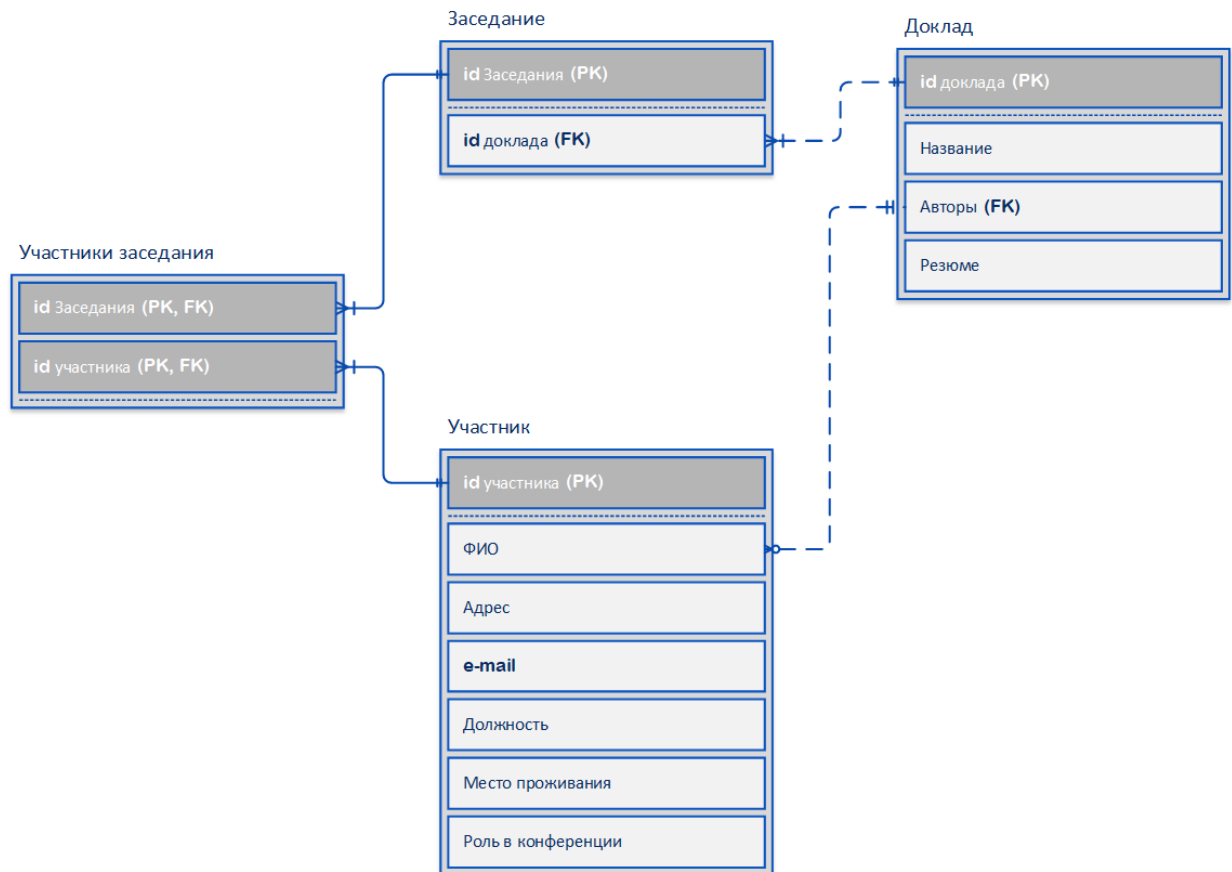 Заседание
id Заседания (PK)
id доклада (FK)
Доклад
id доклада (PK)
Название
Авторы (FK)
Резюме
Участники заседания
id Заседания (PK, FK)
id участника (PK, FK)
Участник
id участника (PK)
ФИО
Адрес
e-mail
Должность
Место проживания
Роль в конференции